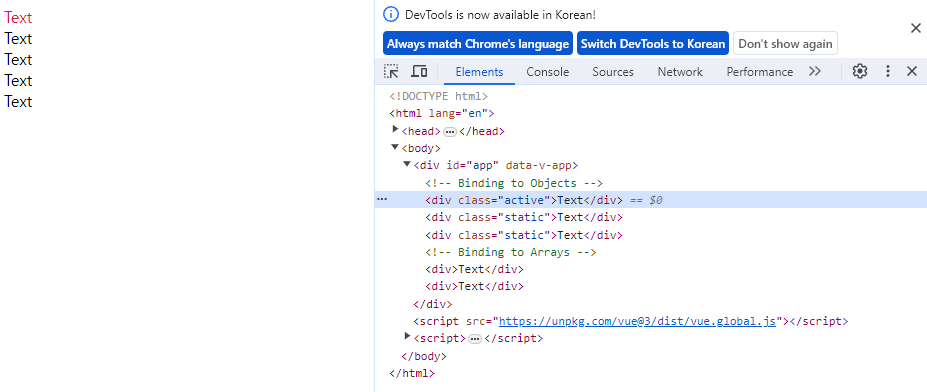 Text
Text
Text
Text
Text
DevTools is now available in Korean!
Always match Chrome's language Switch DevTools to Korean Don't show again
Elements Console Sources Network Performance
<!DOCTYPE html>
<html lang="en">
<head> … </head>
<body>
<div id="app" data-v-app>
<!-- Binding to Objects -->
<div class="active">Text</div> == $0
<div class="static">Text</div>
<div class="static">Text</div>
<!-- Binding to Arrays -->
<div>Text</div>
<div>Text</div>
</div>
<script src="https://unpkg.com/vue@3/dist/vue.global.js"></script>
<script> … </script>
</body>
</html>